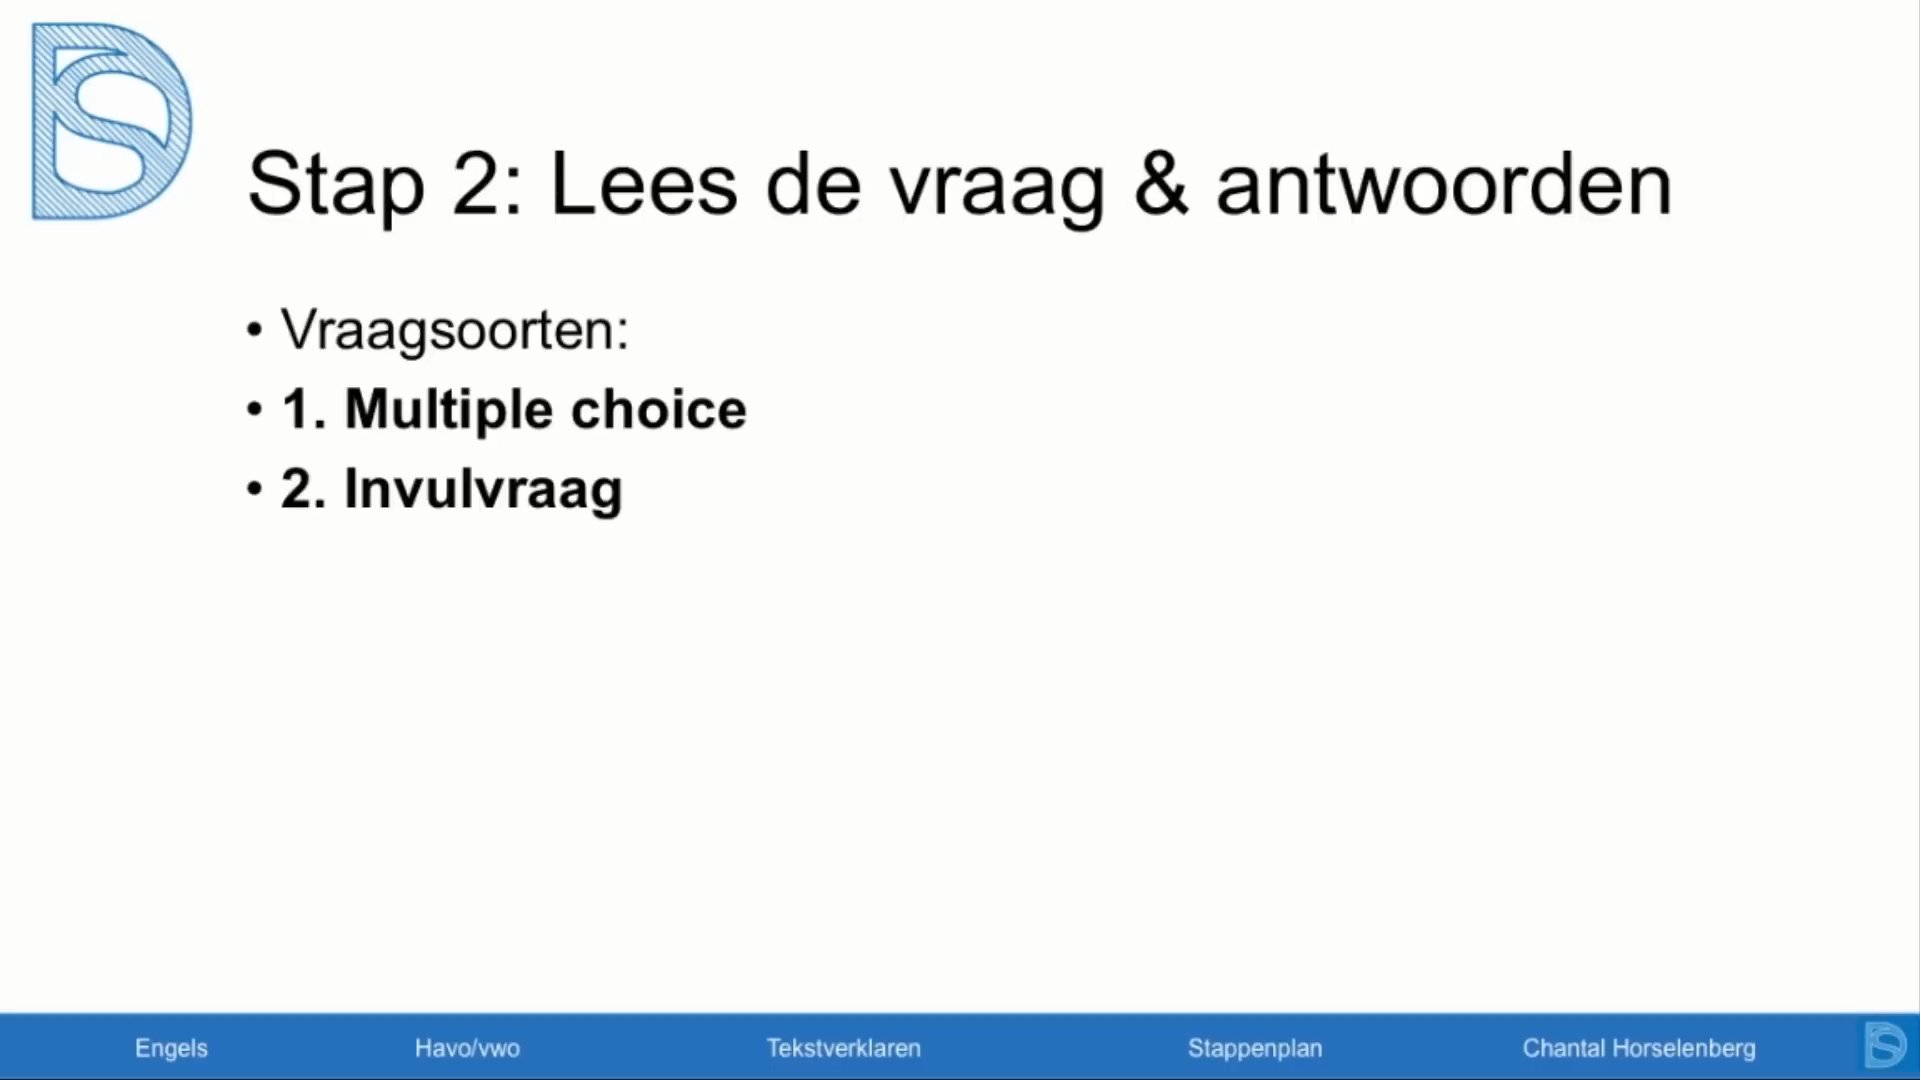 Stap 2: Lees de vraag & antwoorden
• Vraagsoorten:
• 1. Multiple choice
• 2. Invulvraag
Engels Havo/vwo Tekstverklaren Stappenplan Chantal Horselenberg